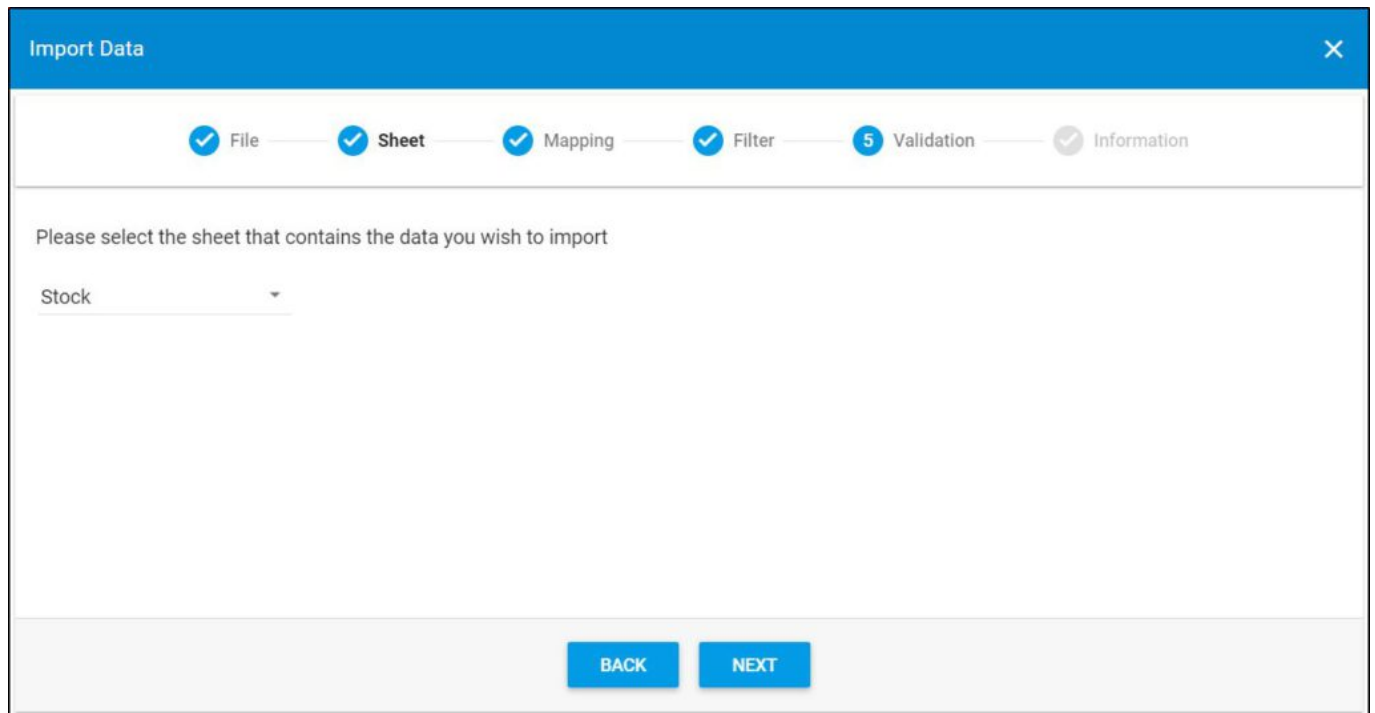 Import Data
File Sheet Mapping Filter 5 Validation Information
Please select the sheet that contains the data you wish to import
Stock
BACK NEXT